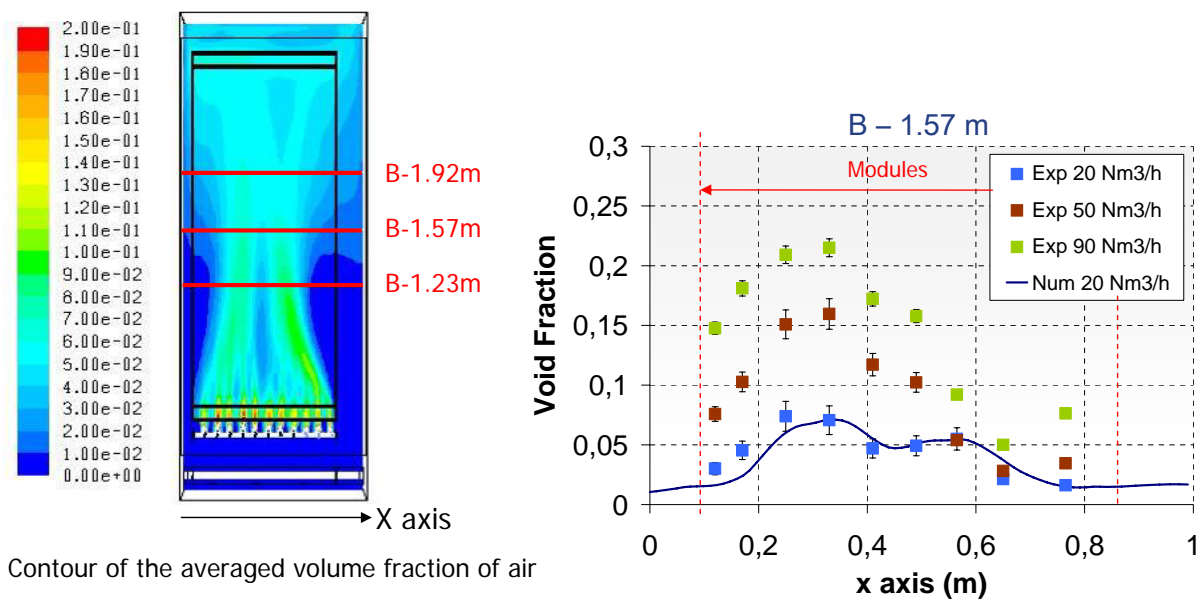 2.00e-01
1.90e-01
1.80e-01
1.70e-01
1.60e-01
1.50e-01
1.40e-01
1.30e-01
1.20e-01
1.10e-01
1.00e-01
9.00e-02
8.00e-02
7.00e-02
6.00e-02
5.00e-02
4.00e-02
3.00e-02
2.00e-02
1.00e-02
0.00e+00
B-1.92m
B-1.57m
B-1.23m
X axis
Contour of the averaged volume fraction of air
B – 1.57 m
Void Fraction
0,3
0,25
0,2
0,15
0,1
0,05
0
Modules
Exp 20 Nm3/h
Exp 50 Nm3/h
Exp 90 Nm3/h
Num 20 Nm3/h
0 0,2 0,4 0,6 0,8 1
x axis (m)